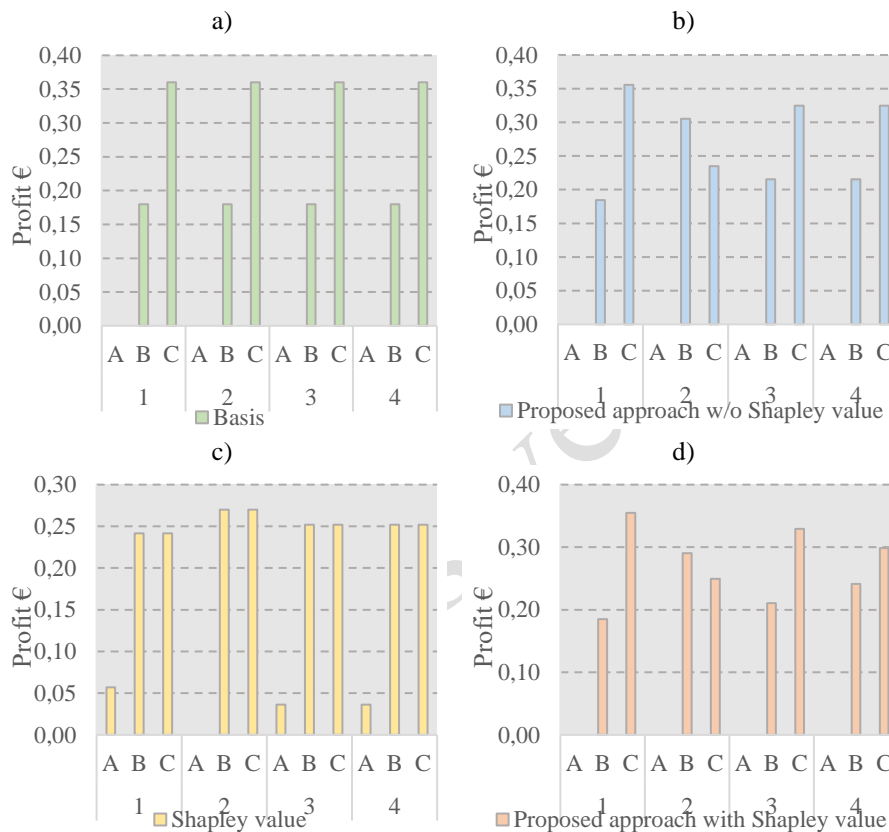 a)
0,40
0,35
0,30
0,25
0,20
0,15
0,10
0,05
0,00
Profit €
A B C A B C A B C A B C
1 2 3 4
Basis
b)
0,40
0,35
0,30
0,25
0,20
0,15
0,10
0,05
0,00
Profit €
A B C A B C A B C A B C
1 2 3 4
Proposed approach w/o Shapley value
c)
0,30
0,25
0,20
0,15
0,10
0,05
0,00
Profit €
A B C A B C A B C A B C
1 2 3 4
Shapley value
d)
0,40
0,30
0,20
0,10
0,00
Profit €
A B C A B C A B C A B C
1 2 3 4
Proposed approach with Shapley value